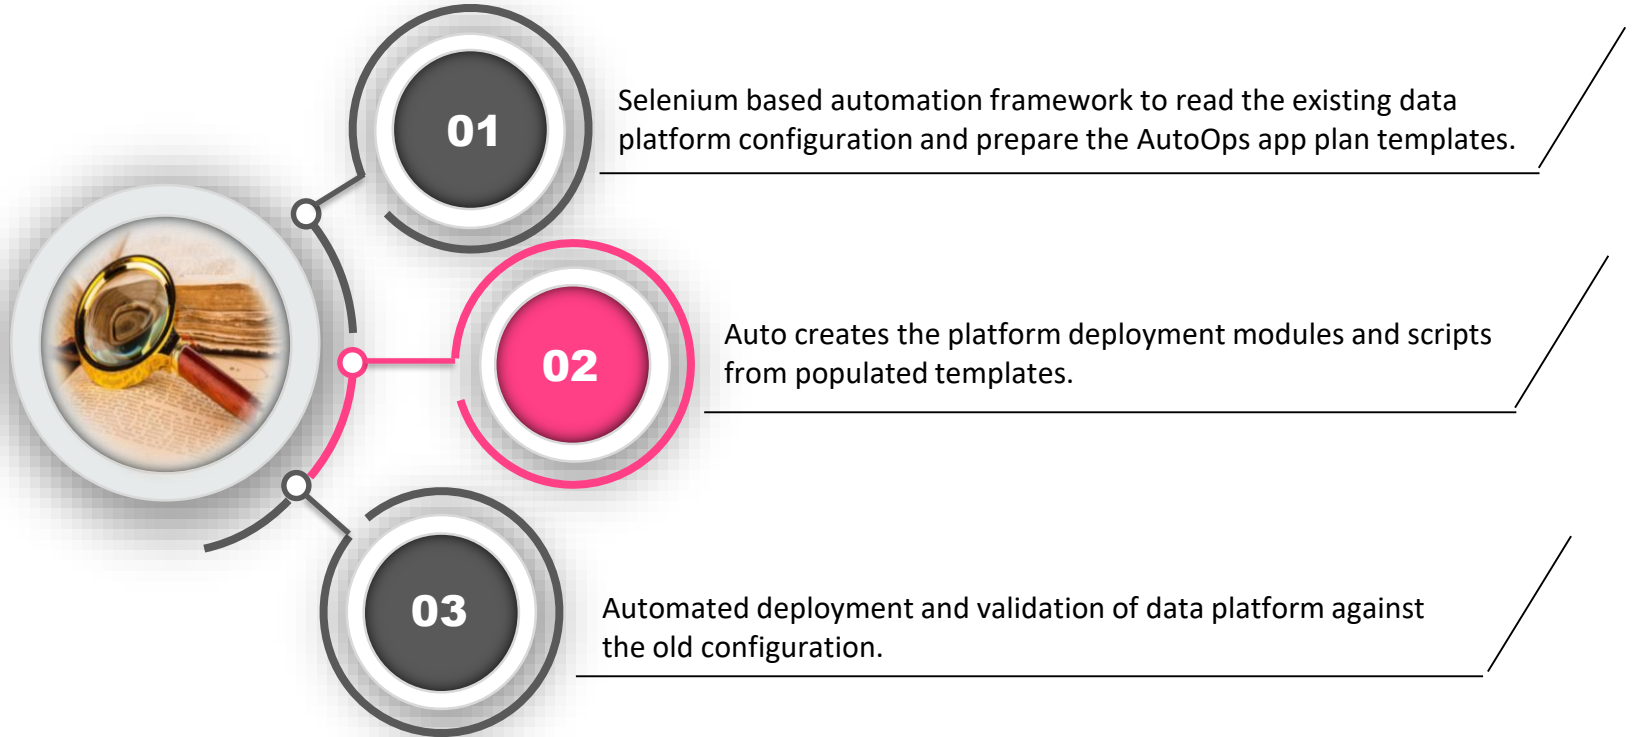 01
Selenium based automation framework to read the existing data
platform configuration and prepare the AutoOps app plan templates.
02
Auto creates the platform deployment modules and scripts
from populated templates.
03
Automated deployment and validation of data platform against
the old configuration.